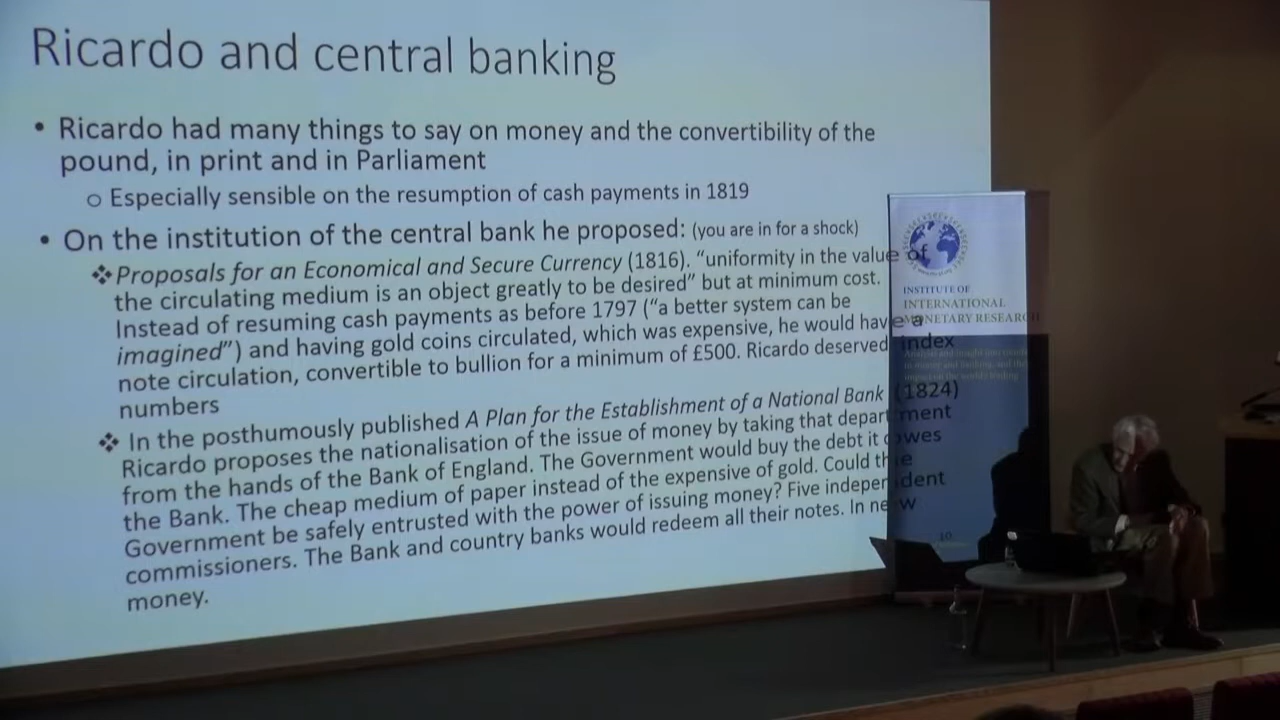 Ricardo and central banking
• Ricardo had many things to say on money and the convertibility of the
pound, in print and in Parliament
o Especially sensible on the resumption of cash payments in 1819
• On the institution of the central bank he proposed: (you are in for a shock)
❖Proposals for an Economical and Secure Currency (1816). “uniformity in the value of
the circulating medium is an object greatly to be desired” but at minimum cost.
Instead of resuming cash payments as before 1797 (“a better system can be
imagined”) and having gold coins circulated, which was expensive, he would have a
note circulation, convertible to bullion for a minimum of £500. Ricardo deserved index
numbers
❖ In the posthumously published A Plan for the Establishment of a National Bank (1824)
Ricardo proposes the nationalisation of the issue of money by taking that department
from the hands of the Bank of England. The Government would buy the debt it owes
the Bank. The cheap medium of paper instead of the expensive of gold. Could the
Government be safely entrusted with the power of issuing money? Five independent
commissioners. The Bank and country banks would redeem all their notes. In new
money.
10
INSTITUTE OF
INTERNATIONAL
MONETARY RESEARCH